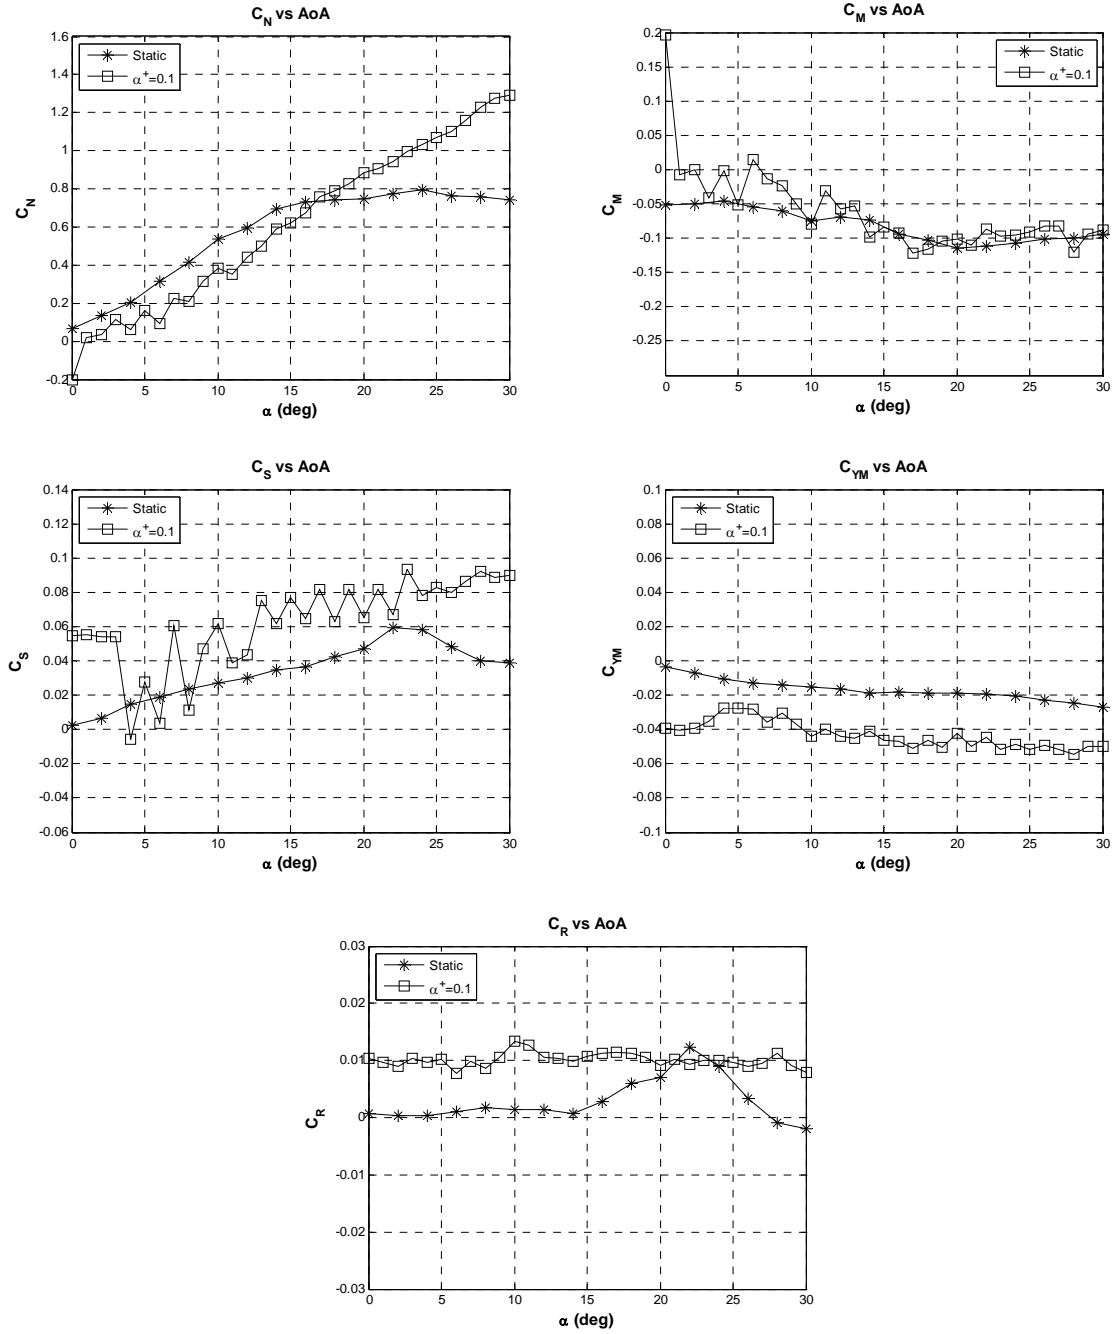 C_N vs AoA
1.6
1.4
1.2
1
0.8
0.6
0.4
0.2
0
-0.2
C_N
Static
α+=0.1
0 5 10 15 20 25 30
α (deg)
C_M vs AoA
0.2
0.15
0.1
0.05
0
-0.05
-0.1
-0.15
-0.2
-0.25
C_M
Static
α+=0.1
0 5 10 15 20 25 30
α (deg)
C_S vs AoA
0.14
0.12
0.1
0.08
0.06
0.04
0.02
0
-0.02
-0.04
-0.06
C_S
Static
α+=0.1
0 5 10 15 20 25 30
α (deg)
C_YM vs AoA
0.1
0.08
0.06
0.04
0.02
0
-0.02
-0.04
-0.06
-0.08
-0.1
C_YM
Static
α+=0.1
0 5 10 15 20 25 30
α (deg)
C_R vs AoA
0.03
0.02
0.01
0
-0.01
-0.02
-0.03
C_R
Static
α+=0.1
0 5 10 15 20 25 30
α (deg)